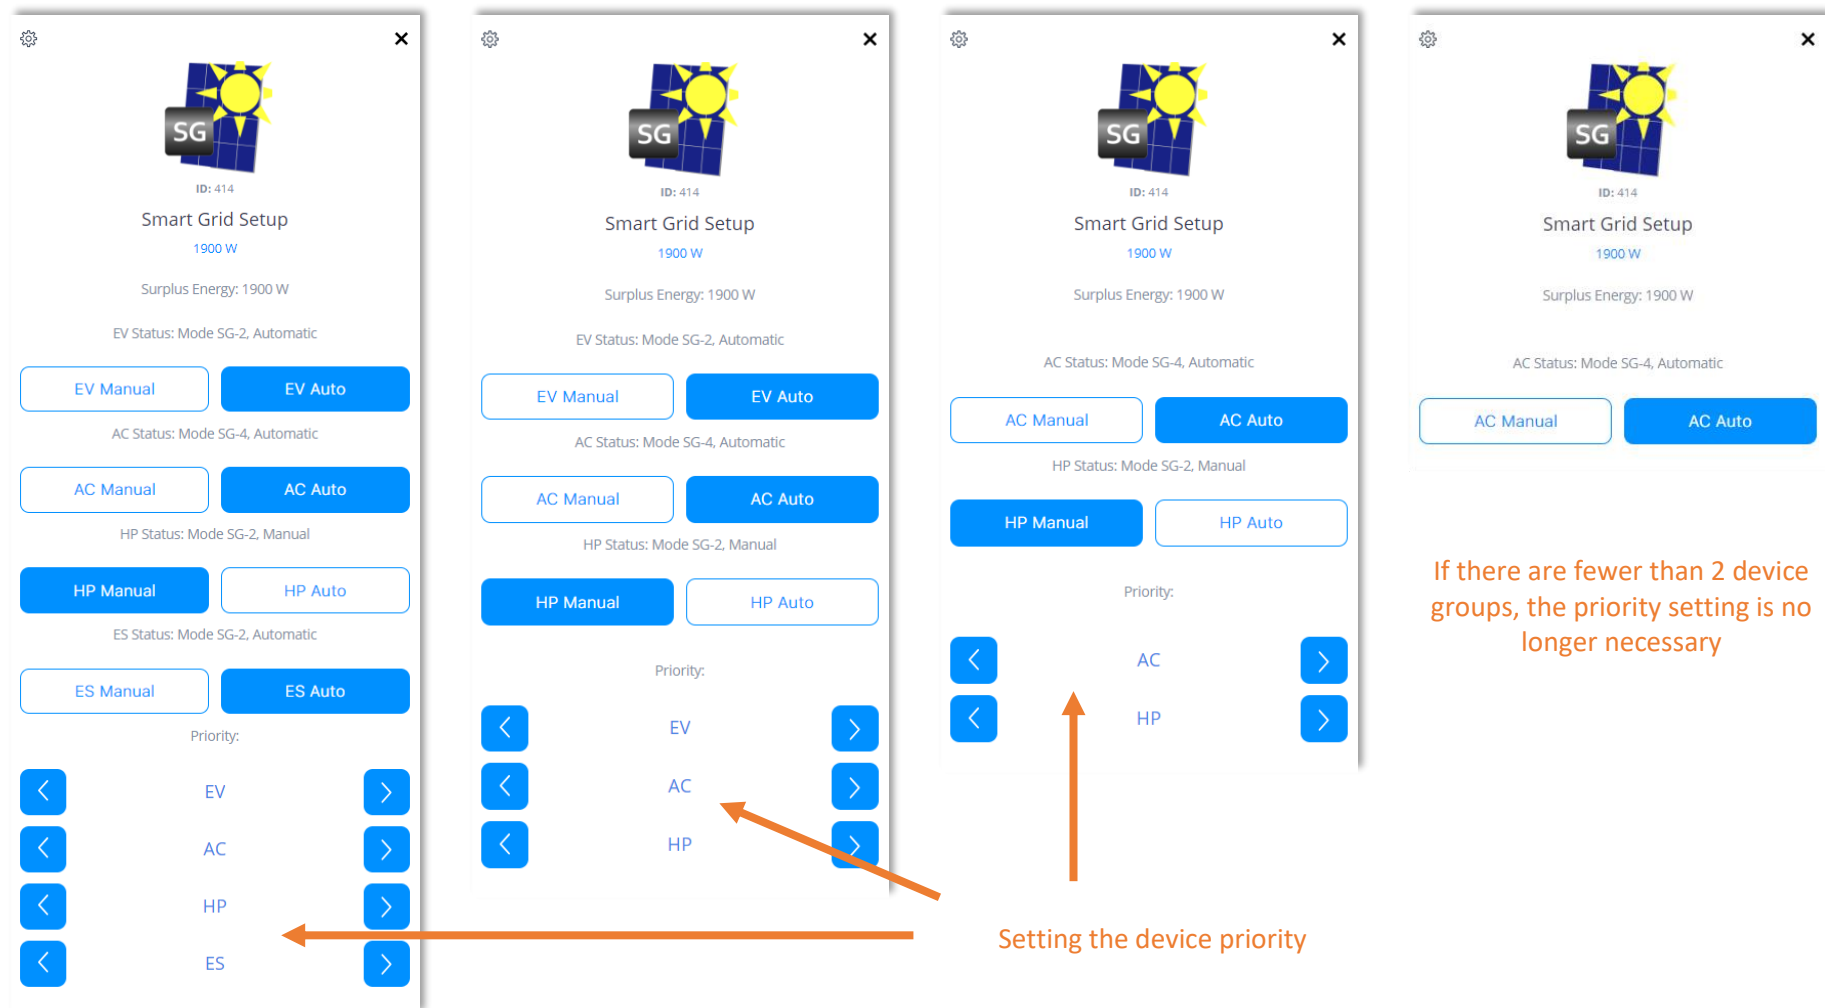 SG
ID: 414
Smart Grid Setup
1900 W
Surplus Energy: 1900 W
EV Status: Mode SG-2, Automatic
EV Manual
EV Auto
AC Status: Mode SG-4, Automatic
AC Manual
AC Auto
HP Status: Mode SG-2, Manual
HP Manual
HP Auto
ES Status: Mode SG-2, Automatic
ES Manual
ES Auto
Priority:
EV
AC
HP
ES
SG
ID: 414
Smart Grid Setup
1900 W
Surplus Energy: 1900 W
EV Status: Mode SG-2, Automatic
EV Manual
EV Auto
AC Status: Mode SG-4, Automatic
AC Manual
AC Auto
HP Status: Mode SG-2, Manual
HP Manual
HP Auto
Priority:
EV
AC
HP
SG
ID: 414
Smart Grid Setup
1900 W
Surplus Energy: 1900 W
AC Status: Mode SG-4, Automatic
AC Manual
AC Auto
HP Status: Mode SG-2, Manual
HP Manual
HP Auto
Priority:
AC
HP
SG
ID: 414
Smart Grid Setup
1900 W
Surplus Energy: 1900 W
AC Status: Mode SG-4, Automatic
AC Manual
AC Auto
If there are fewer than 2 device
groups, the priority setting is no
longer necessary
Setting the device priority